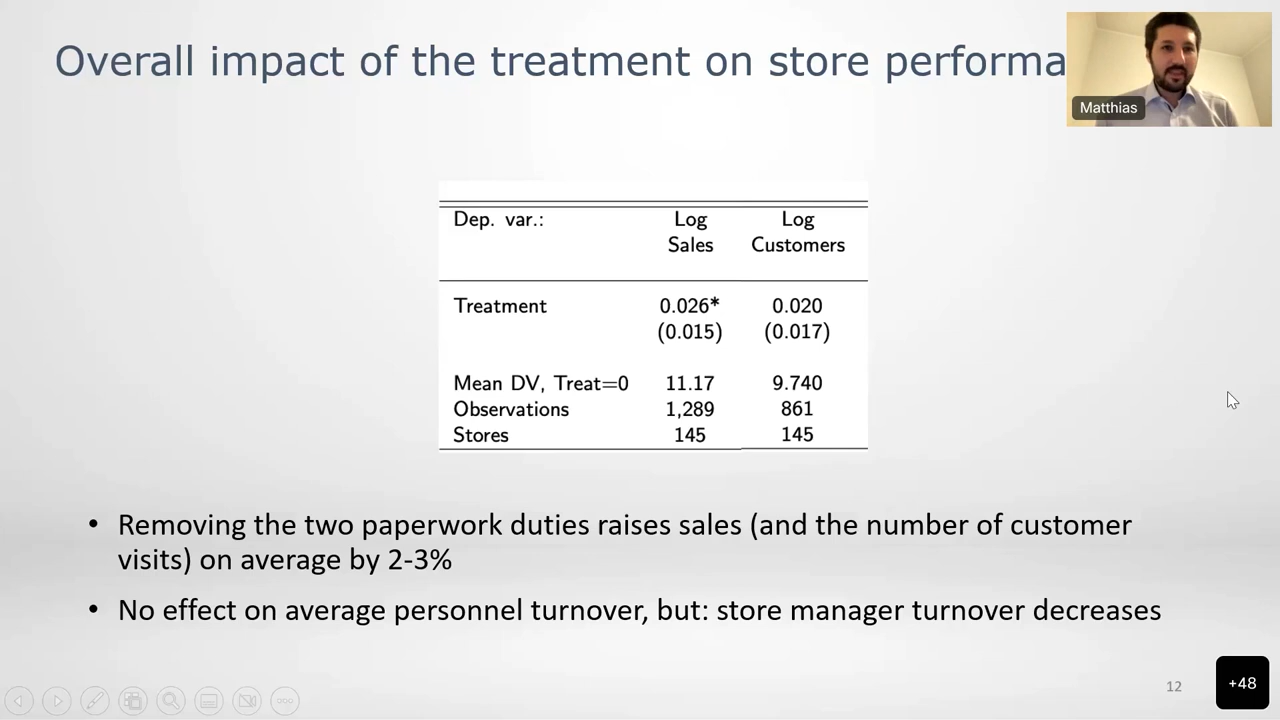 Overall impact of the treatment on store performa
Matthias
Dep. var.: Log Log
Sales Customers
Treatment 0.026* 0.020
(0.015) (0.017)
Mean DV, Treat=0 11.17 9.740
Observations 1,289 861
Stores 145 145
• Removing the two paperwork duties raises sales (and the number of customer
visits) on average by 2-3%
• No effect on average personnel turnover, but: store manager turnover decreases
12
+48